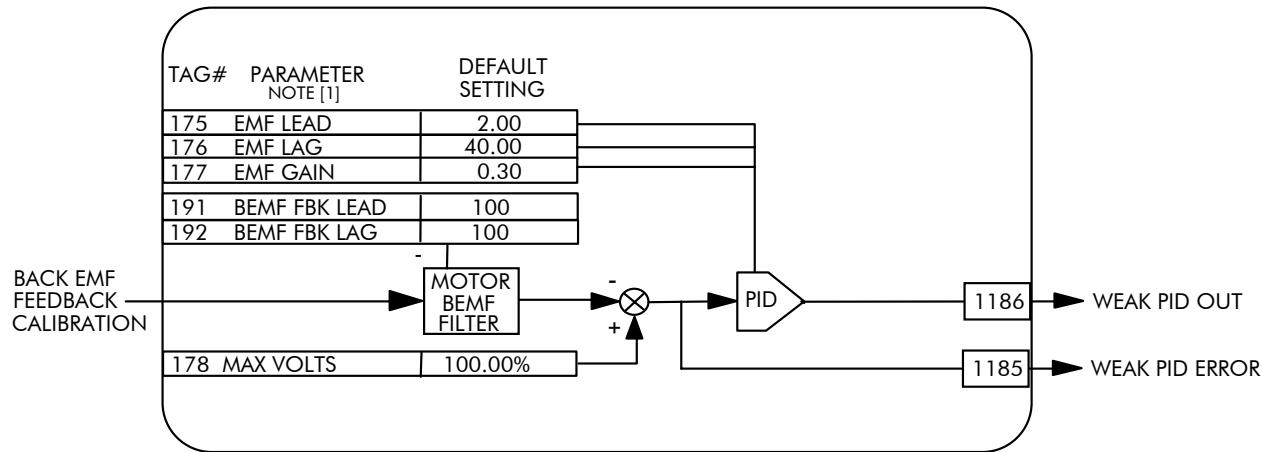 TAG# PARAMETER DEFAULT
NOTE [1] SETTING
175 EMF LEAD 2.00
176 EMF LAG 40.00
177 EMF GAIN 0.30
191 BEMF FBK LEAD 100
192 BEMF FBK LAG 100
BACK EMF
FEEDBACK
CALIBRATION
-
MOTOR
BEMF
FILTER
-
+
PID
1186 WEAK PID OUT
178 MAX VOLTS 100.00%
1185 WEAK PID ERROR